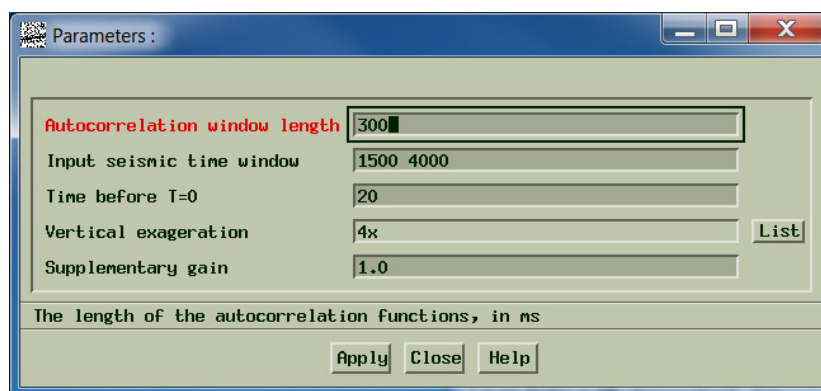 Parameters :
Autocorrelation window length 300
Input seismic time window 1500 4000
Time before T=0 20
Vertical exageration 4x List
Supplementary gain 1.0
The length of the autocorrelation functions, in ms
Apply Close Help